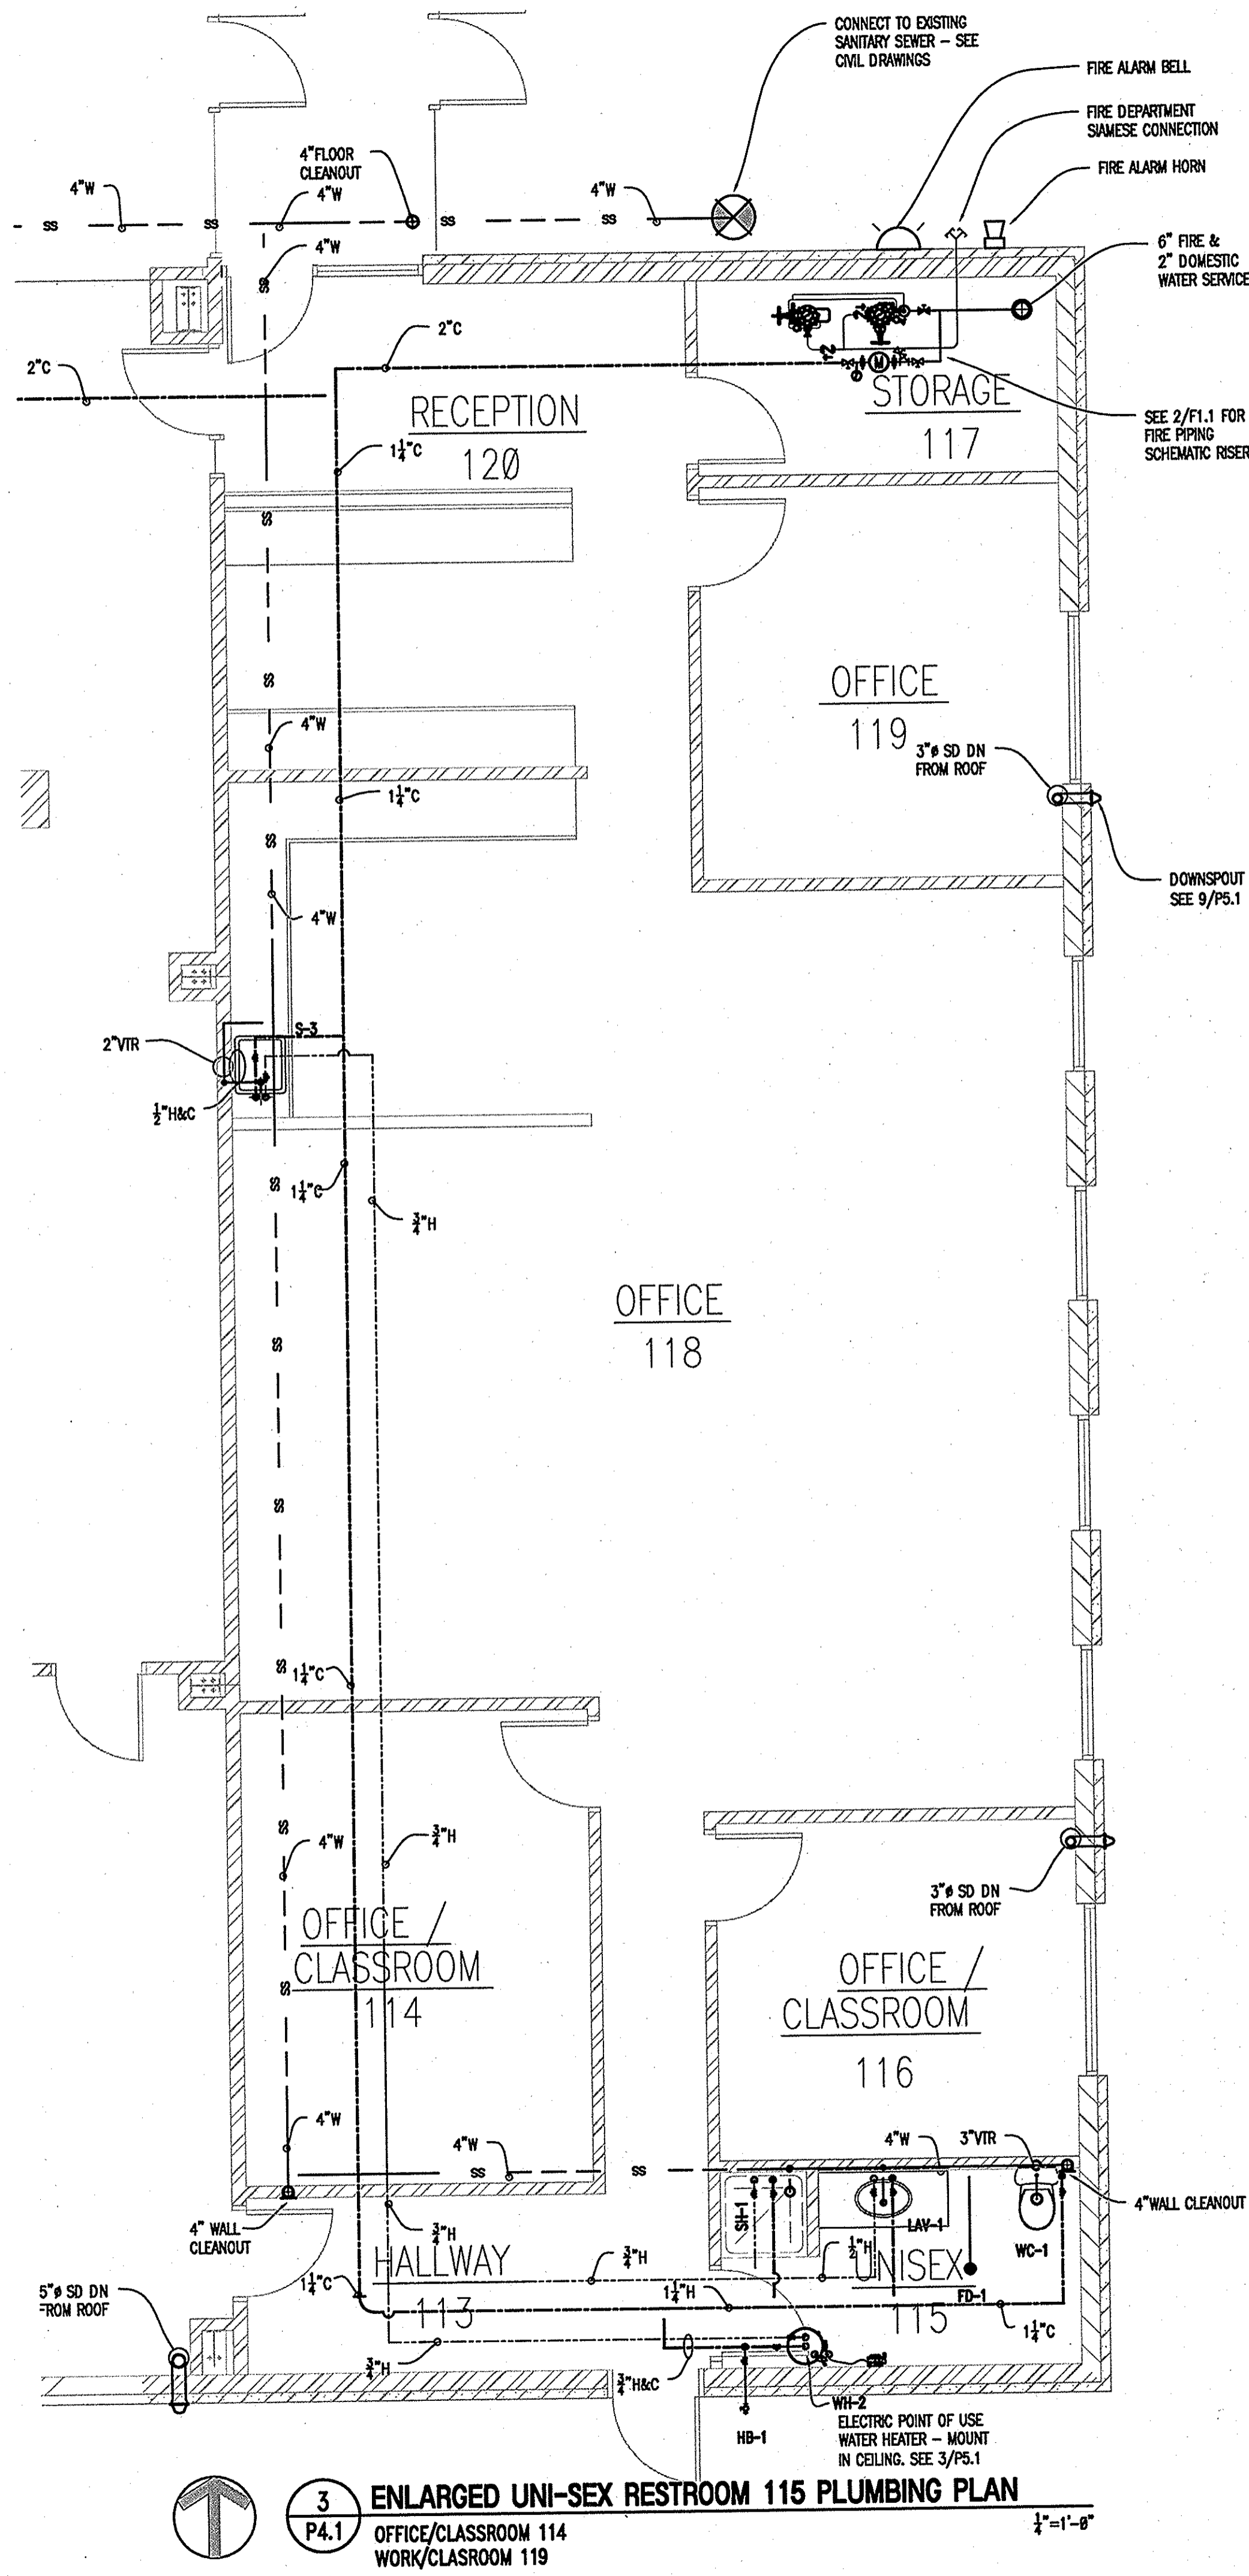 CONNECT TO EXISTING
SANITARY SEWER – SEE
CIVIL DRAWINGS
FIRE ALARM BELL
FIRE DEPARTMENT
SIAMESE CONNECTION
FIRE ALARM HORN
4"FLOOR
CLEANOUT
4"W
4"W
4"W
SS
SS
SS
4"W
SS
6" FIRE &
2" DOMESTIC
WATER SERVICE
2"C
2"C
M
STORAGE
117
RECEPTION
120
SEE 2/F1.1 FOR
FIRE PIPING
SCHEMATIC RISER
1¼"C
SS
OFFICE
119
SS
4"W
3"ø SD DN
FROM ROOF
1¼"C
SS
DOWNSPOUT
SEE 9/P5.1
4"W
S-3
2"VTR
½"H&C
1¼"C
SS
¾"H
OFFICE
118
SS
SS
SS
1¼"C
SS
4"W
¾"H
3"ø SD DN
FROM ROOF
OFFICE /
CLASSROOM
114
SS
OFFICE /
CLASSROOM
116
4"W
4"W
SS
SS
4"W
3"VTR
4" WALL
CLEANOUT
4"WALL CLEANOUT
SH-1
LAV-1
WC-1
¾"H
HALLWAY
113
¾"H
½"H
UNISEX
115
FD-1
5"ø SD DN
FROM ROOF
1¼"C
1¼"H
1¼"C
¾"H
¾"H&C
HB-1
WH-2
ELECTRIC POINT OF USE
WATER HEATER – MOUNT
IN CEILING. SEE 3/P5.1
3
P4.1
ENLARGED UNI-SEX RESTROOM 115 PLUMBING PLAN
OFFICE/CLASSROOM 114
WORK/CLASROOM 119
¼"=1'-0"